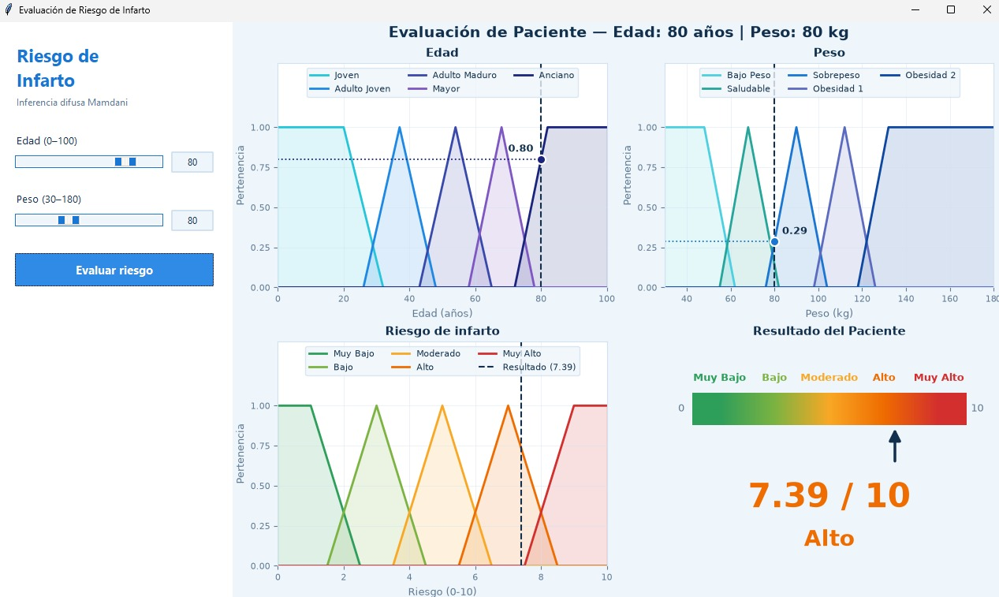 Evaluación de Riesgo de Infarto
Riesgo de
Infarto
Inferencia difusa Mamdani
Edad (0–100)
80
Peso (30–180)
80
Evaluar riesgo
Evaluación de Paciente — Edad: 80 años | Peso: 80 kg
Edad
Joven Adulto Maduro Anciano
Adulto Joven Mayor
1.00
0.80
0.75
0.50
0.25
0.00
Pertenencia
0 20 40 60 80 100
Edad (años)
Peso
Bajo Peso Sobrepeso Obesidad 2
Saludable Obesidad 1
1.00
0.75
0.50
0.29
0.25
0.00
Pertenencia
40 60 80 100 120 140 160 180
Peso (kg)
Riesgo de infarto
Muy Bajo Moderado Muy Alto
Bajo Alto Resultado (7.39)
1.00
0.75
0.50
0.25
0.00
Pertenencia
0 2 4 6 8 10
Riesgo (0-10)
Resultado del Paciente
Muy Bajo Bajo Moderado Alto Muy Alto
0 10
7.39 / 10
Alto